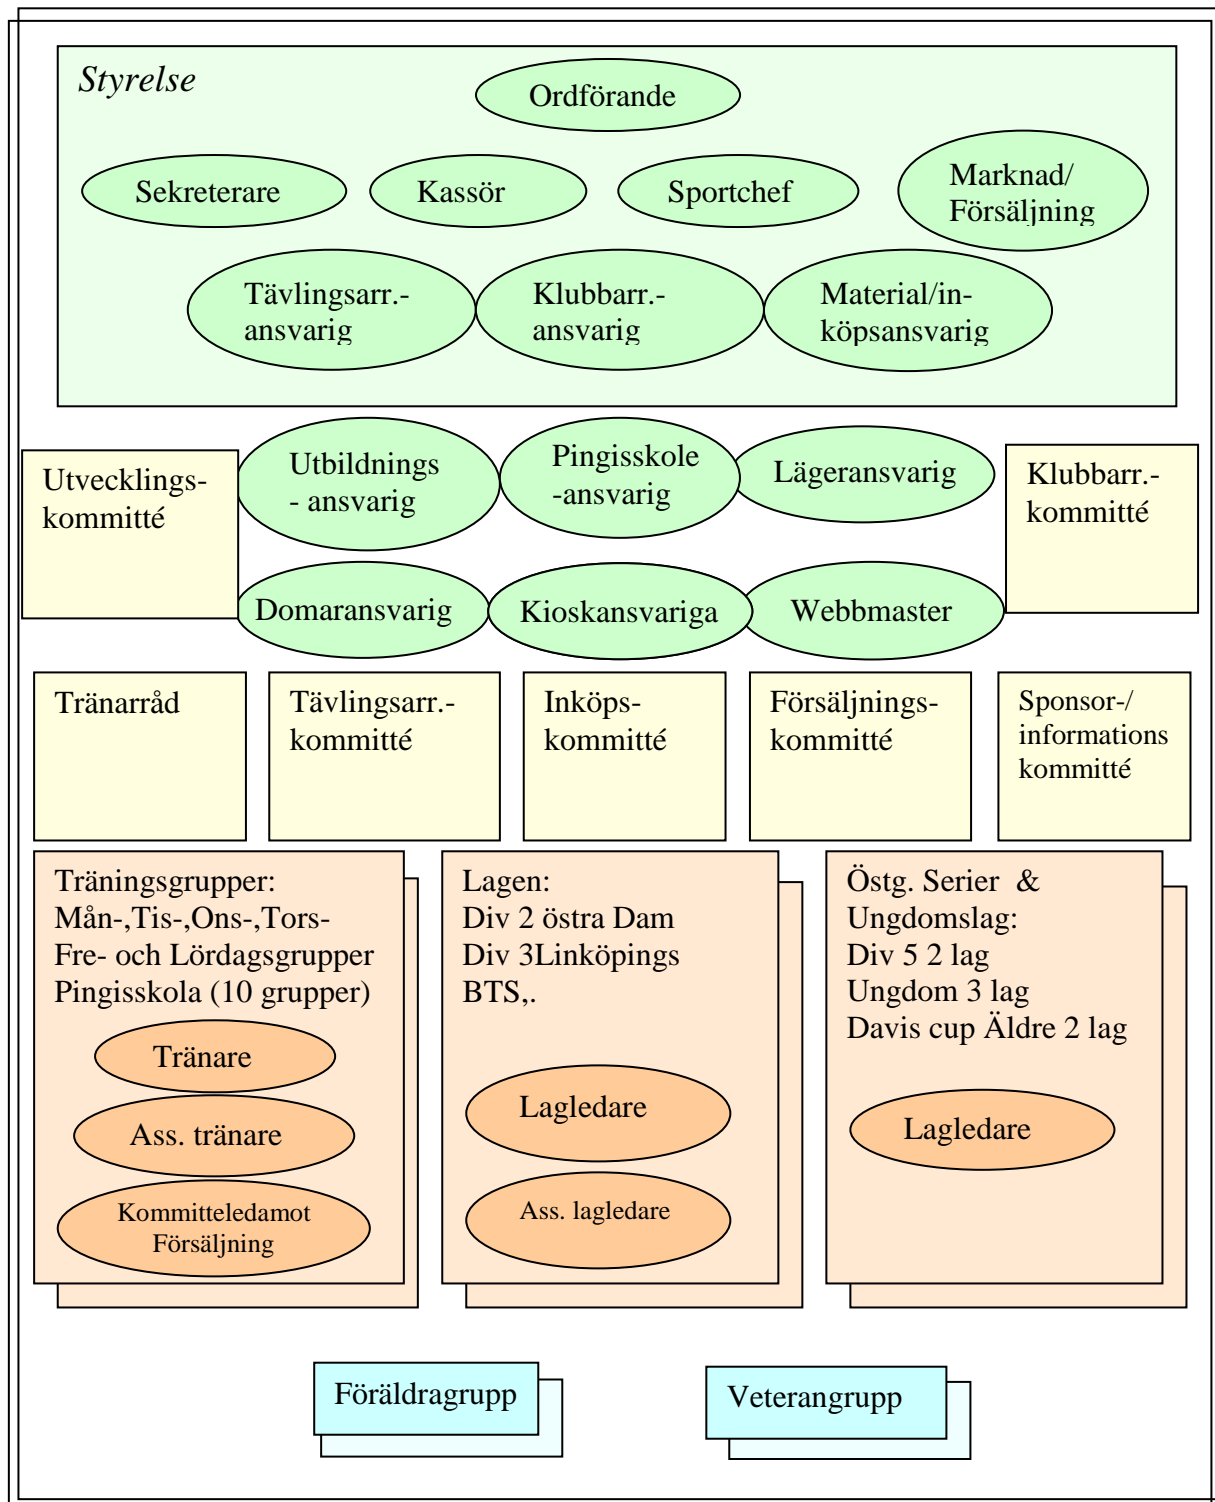 Styrelse
Ordförande
Sekreterare
Kassör
Sportchef
Marknad/
Försäljning
Tävlingsarr.-
ansvarig
Klubbarr.-
ansvarig
Material/in-
köpsansvarig
Utvecklings-
kommitté
Utbildnings
- ansvarig
Pingisskole
-ansvarig
Lägeransvarig
Klubbarr.-
kommitté
Domaransvarig
Kioskansvariga
Webbmaster
Tränarråd
Tävlingsarr.-
kommitté
Inköps-
kommitté
Försäljnings-
kommitté
Sponsor-/
informations
kommitté
Träningsgrupper:
Mån-,Tis-,Ons-,Tors-
Fre- och Lördagsgrupper
Pingisskola (10 grupper)
Tränare
Ass. tränare
Kommitteledamot
Försäljning
Lagen:
Div 2 östra Dam
Div 3Linköpings
BTS,.
Lagledare
Ass. lagledare
Östg. Serier &
Ungdomslag:
Div 5 2 lag
Ungdom 3 lag
Davis cup Äldre 2 lag
Lagledare
Föräldragrupp
Veterangrupp